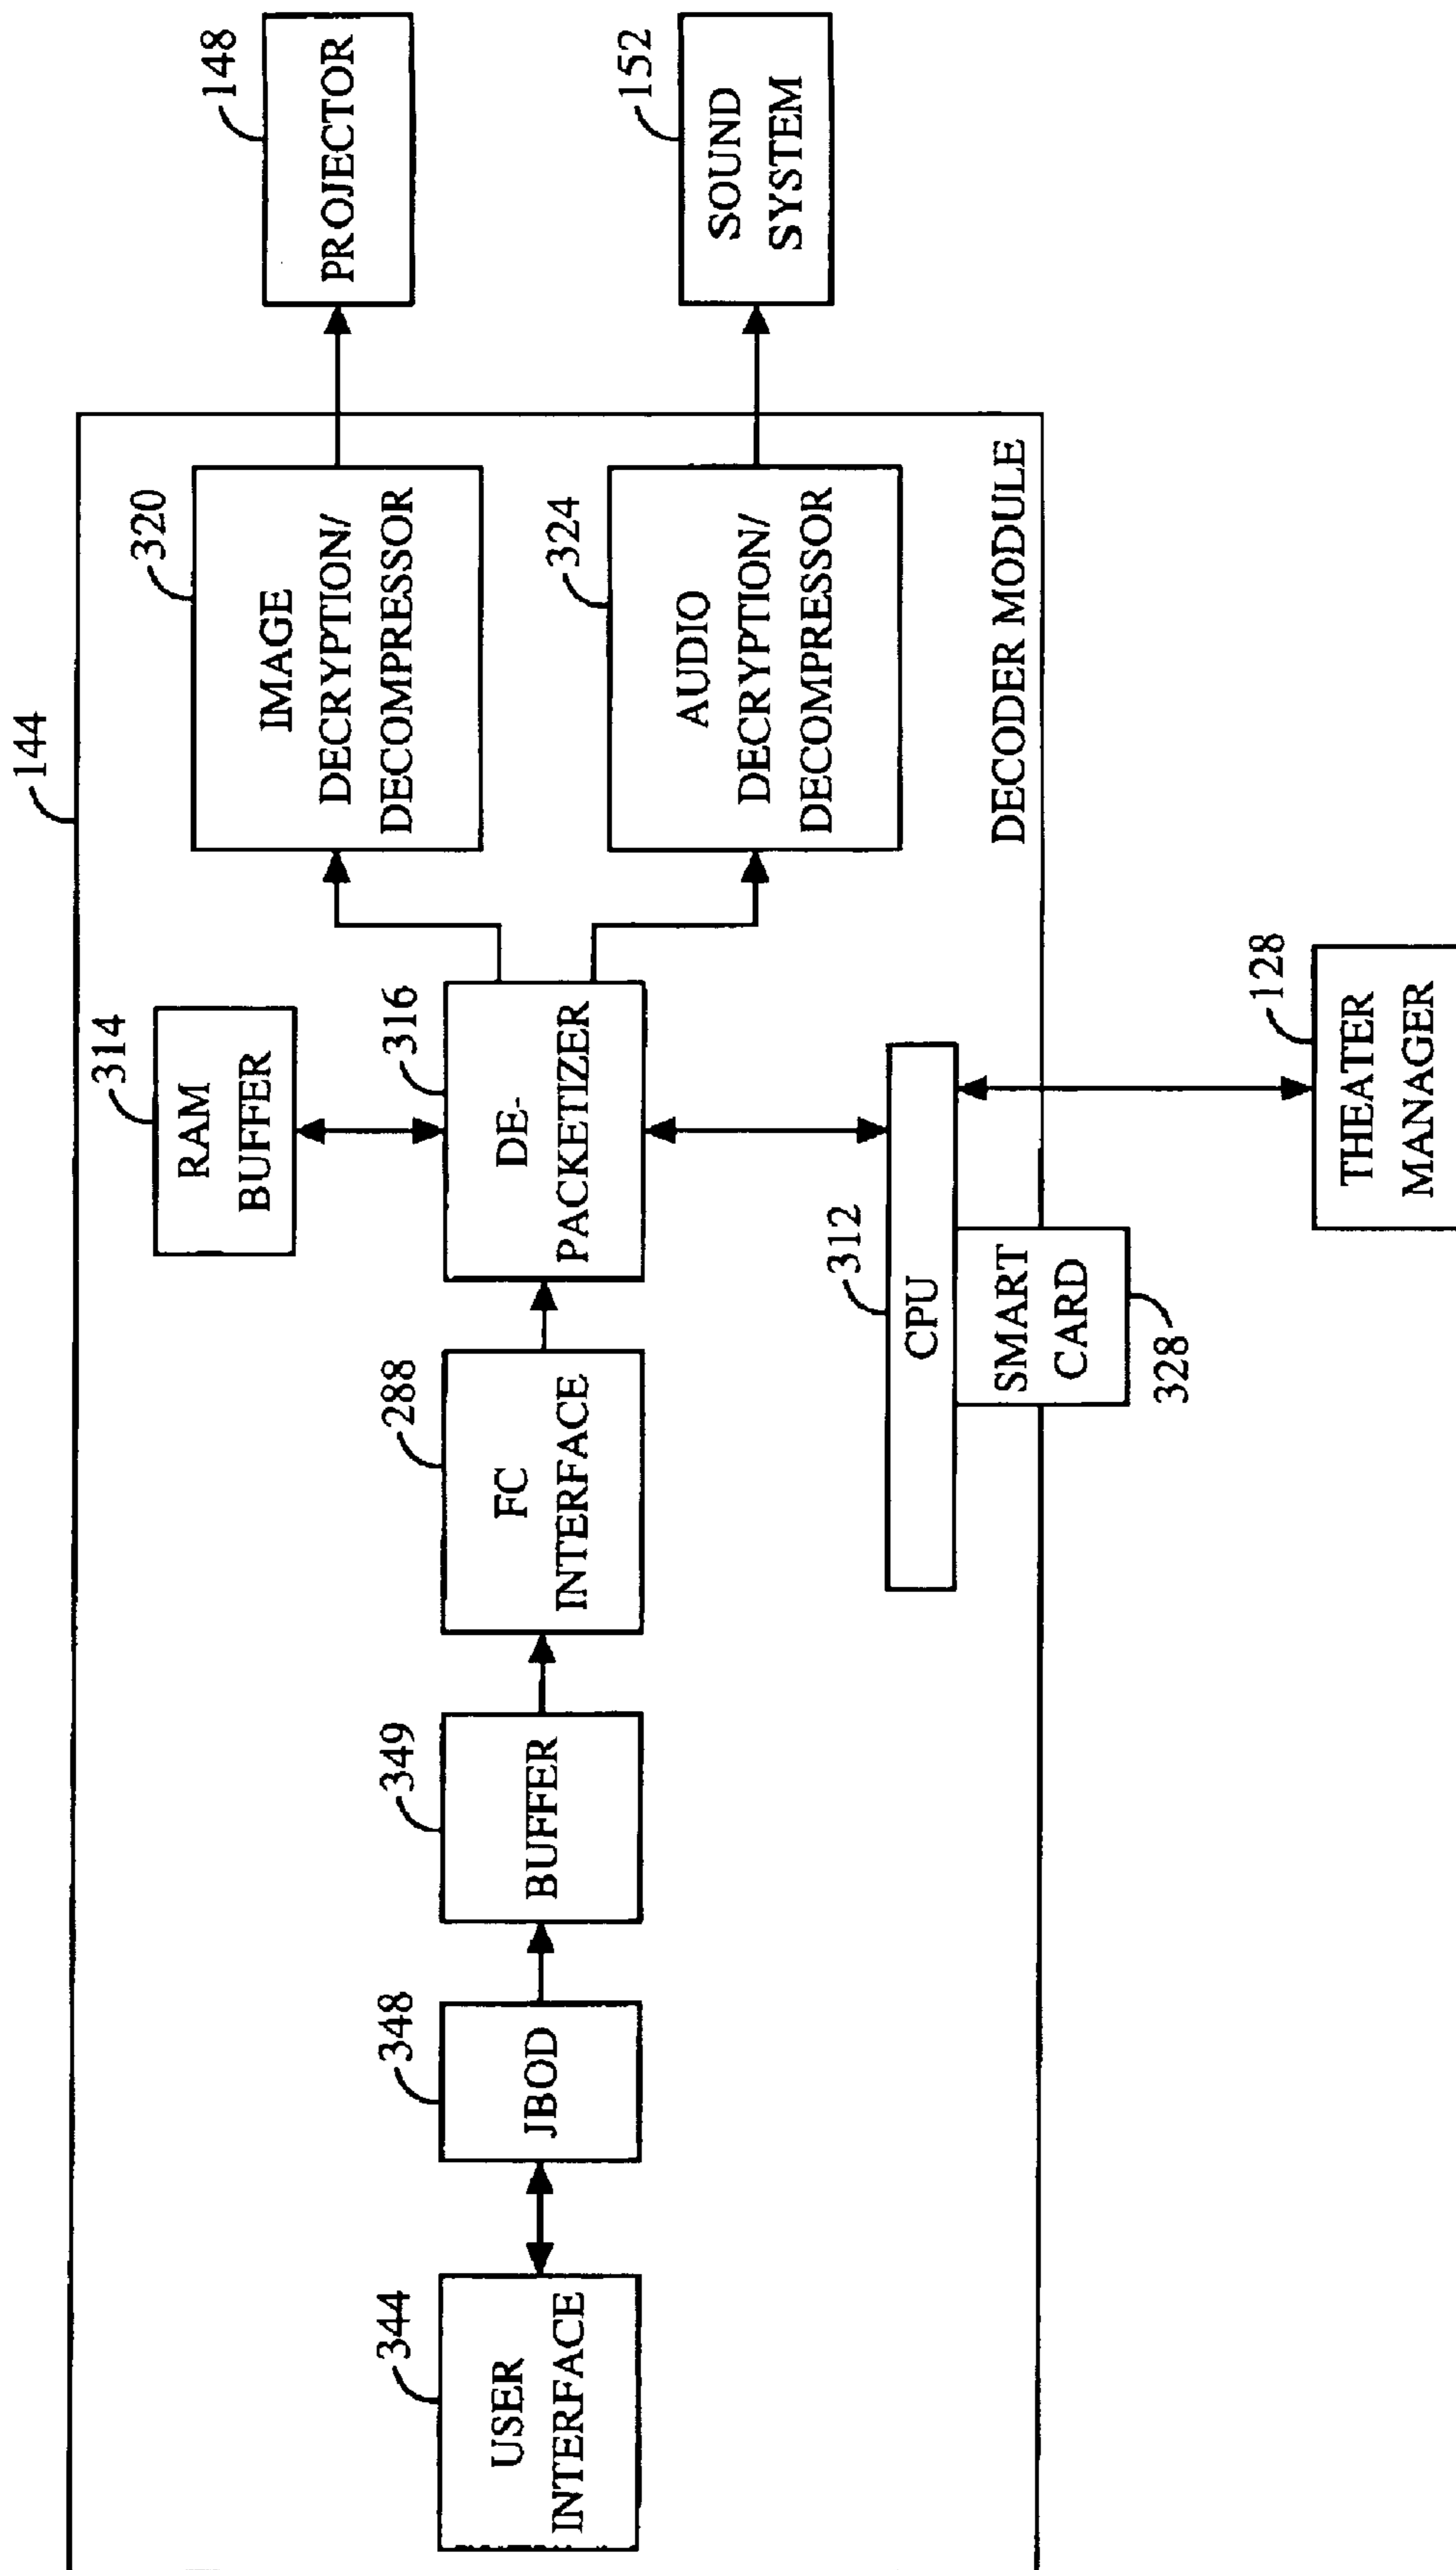 144
314
RAM
BUFFER
320
IMAGE
DECRYPTION/
DECOMPRESSOR
148
PROJECTOR
344
USER
INTERFACE
348
JBOD
349
BUFFER
288
FC
INTERFACE
316
DE-
PACKETIZER
324
AUDIO
DECRYPTION/
DECOMPRESSOR
152
SOUND
SYSTEM
312
CPU
SMART
CARD
328
DECODER MODULE
128
THEATER
MANAGER